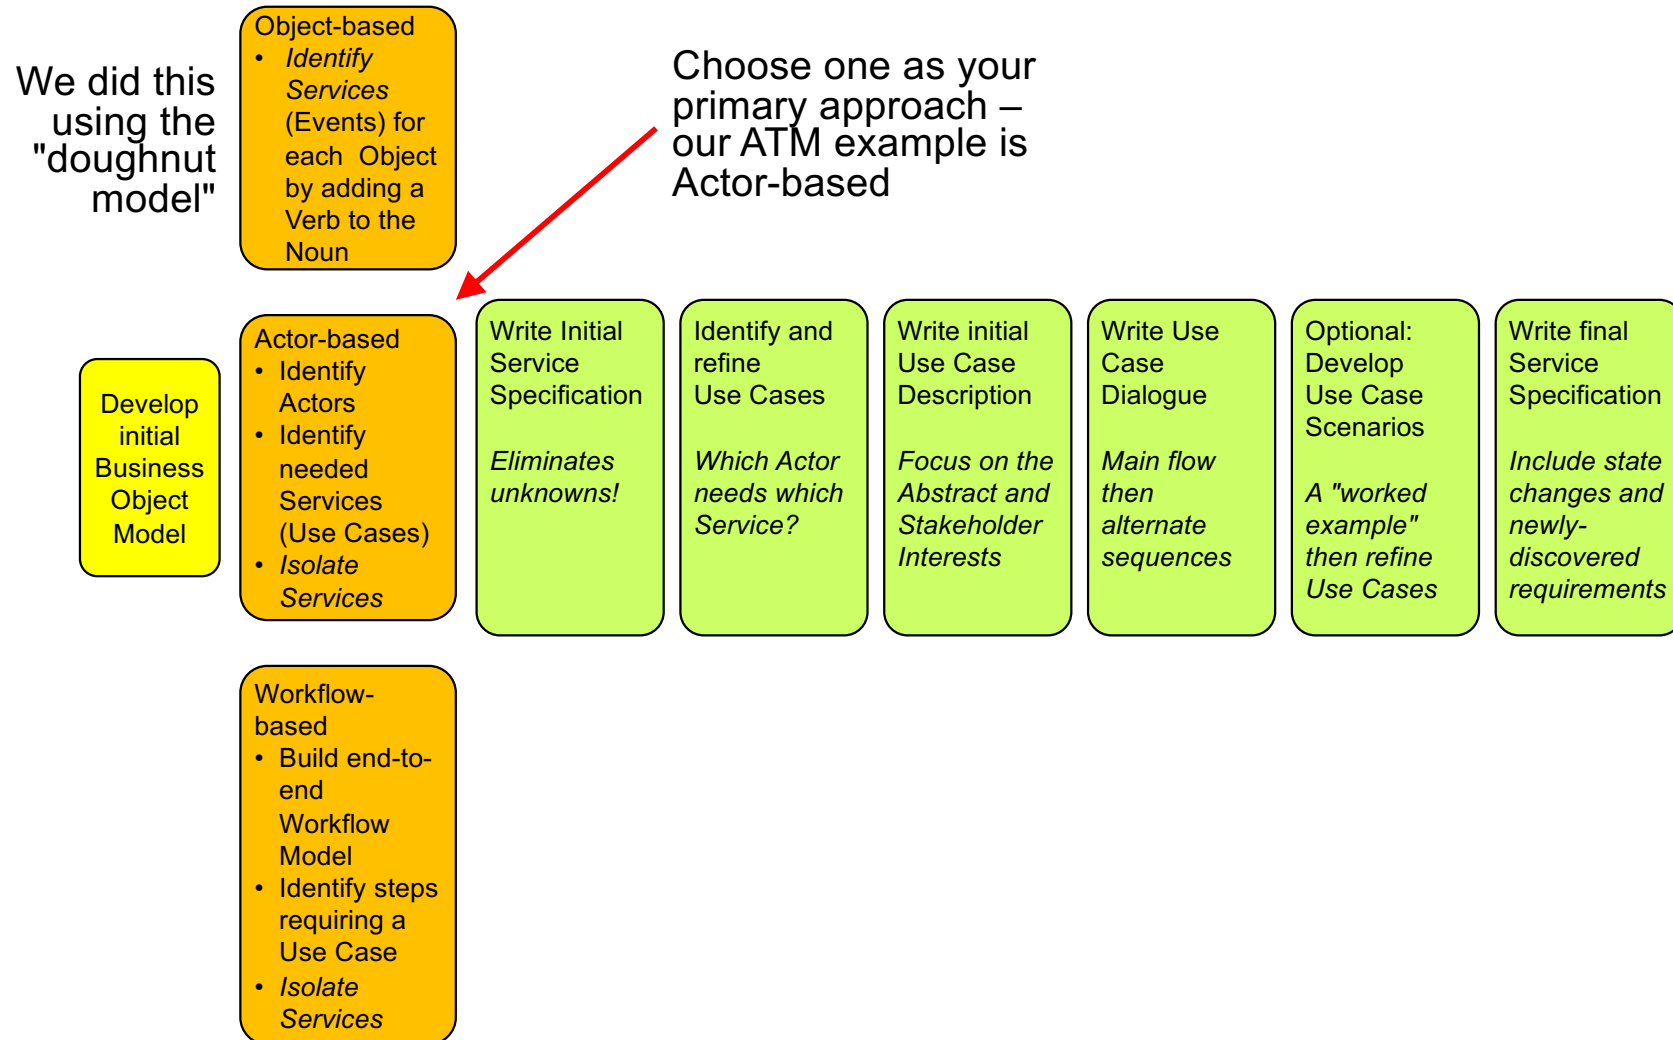 We did this
using the
"doughnut
model"
Object-based
• Identify
Services
(Events) for
each Object
by adding a
Verb to the
Noun
Choose one as your
primary approach –
our ATM example is
Actor-based
Develop
initial
Business
Object
Model
Actor-based
• Identify
Actors
• Identify
needed
Services
(Use Cases)
• Isolate
Services
Write Initial
Service
Specification
Eliminates
unknowns!
Identify and
refine
Use Cases
Which Actor
needs which
Service?
Write initial
Use Case
Description
Focus on the
Abstract and
Stakeholder
Interests
Write Use
Case
Dialogue
Main flow
then
alternate
sequences
Optional:
Develop
Use Case
Scenarios
A "worked
example"
then refine
Use Cases
Write final
Service
Specification
Include state
changes and
newly-
discovered
requirements
Workflow-
based
• Build end-to-
end
Workflow
Model
• Identify steps
requiring a
Use Case
• Isolate
Services